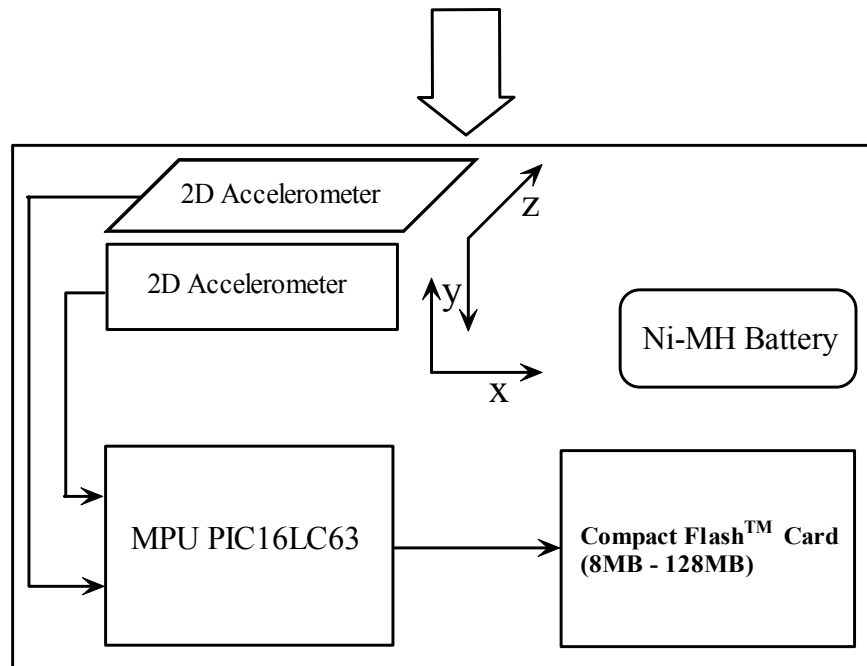 2D Accelerometer
z
2D Accelerometer
y
Ni-MH Battery
x
MPU PIC16LC63
Compact Flash™ Card
(8MB - 128MB)